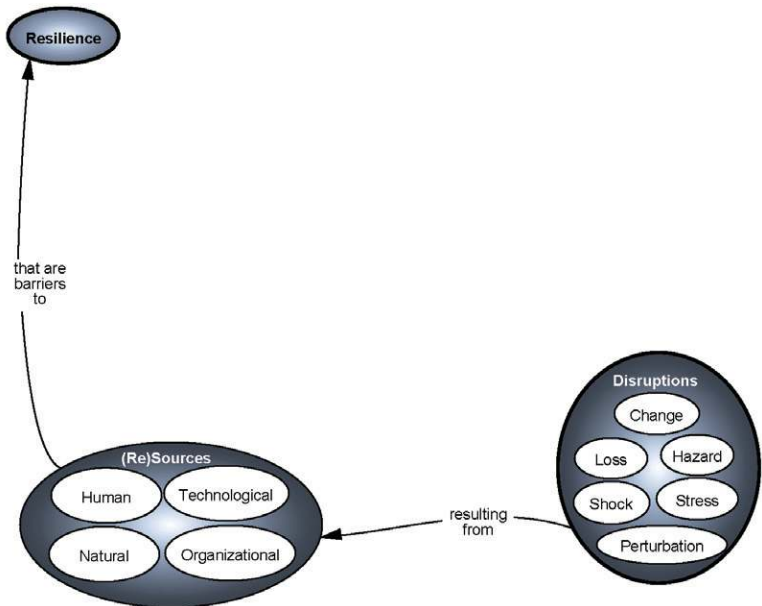 Resilience
that are
barriers
to
(Re)Sources
Human
Technological
Natural
Organizational
resulting
from
Disruptions
Change
Loss
Hazard
Shock
Stress
Perturbation